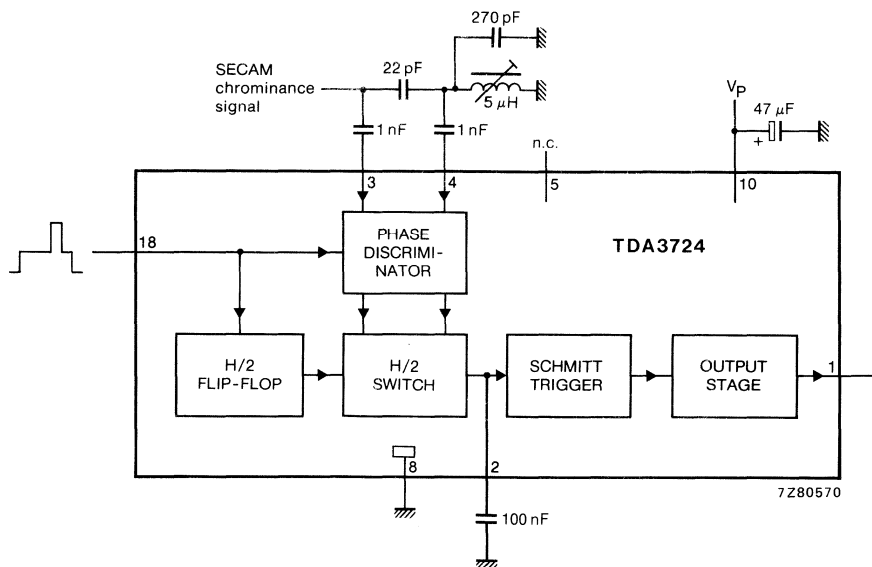 270 pF
22 pF
SECAM
chrominance
signal
5 μH
VP
47 μF
+
1 nF
1 nF
n.c.
3
4
5
10
18
PHASE
DISCRIMI-
NATOR
TDA3724
H/2
FLIP-FLOP
H/2
SWITCH
SCHMITT
TRIGGER
OUTPUT
STAGE
1
8
2
7Z80570
100 nF